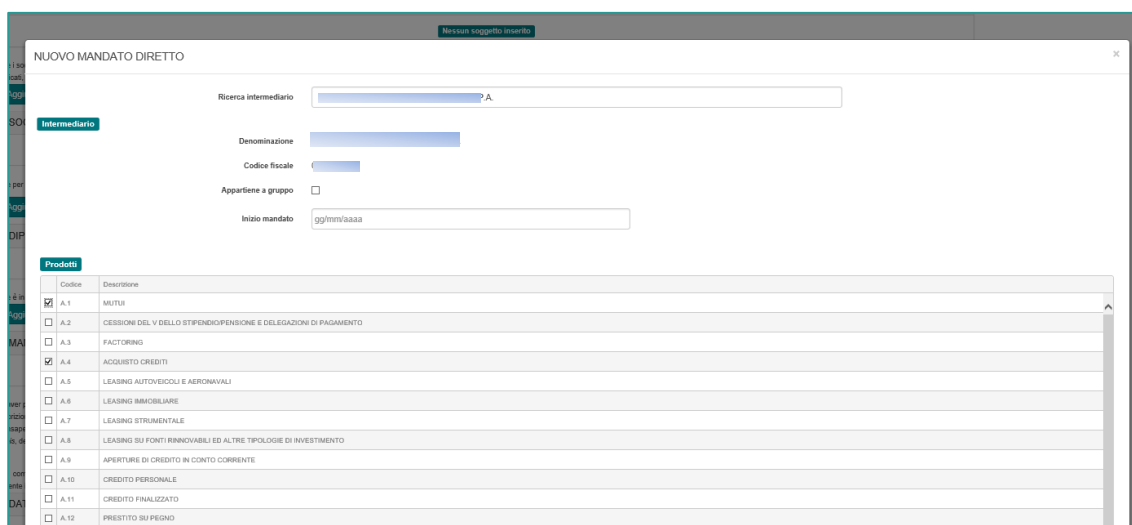 Nessun soggetto inserito
NUOVO MANDATO DIRETTO ×
Ricerca intermediario P.A.
Intermediario
Denominazione
Codice fiscale
Appartiene a gruppo
Inizio mandato gg/mm/aaaa
Prodotti
Codice Descrizione
A.1 MUTUI
A.2 CESSIONI DEL V DELLO STIPENDIO/PENSIONE E DELEGAZIONI DI PAGAMENTO
A.3 FACTORING
A.4 ACQUISTO CREDITI
A.5 LEASING AUTOVEICOLI E AERONAVALI
A.6 LEASING IMMOBILIARE
A.7 LEASING STRUMENTALE
A.8 LEASING SU FONTI RINNOVABILI ED ALTRE TIPOLOGIE DI INVESTIMENTO
A.9 APERTURE DI CREDITO IN CONTO CORRENTE
A.10 CREDITO PERSONALE
A.11 CREDITO FINALIZZATO
A.12 PRESTITO SU PEGNO